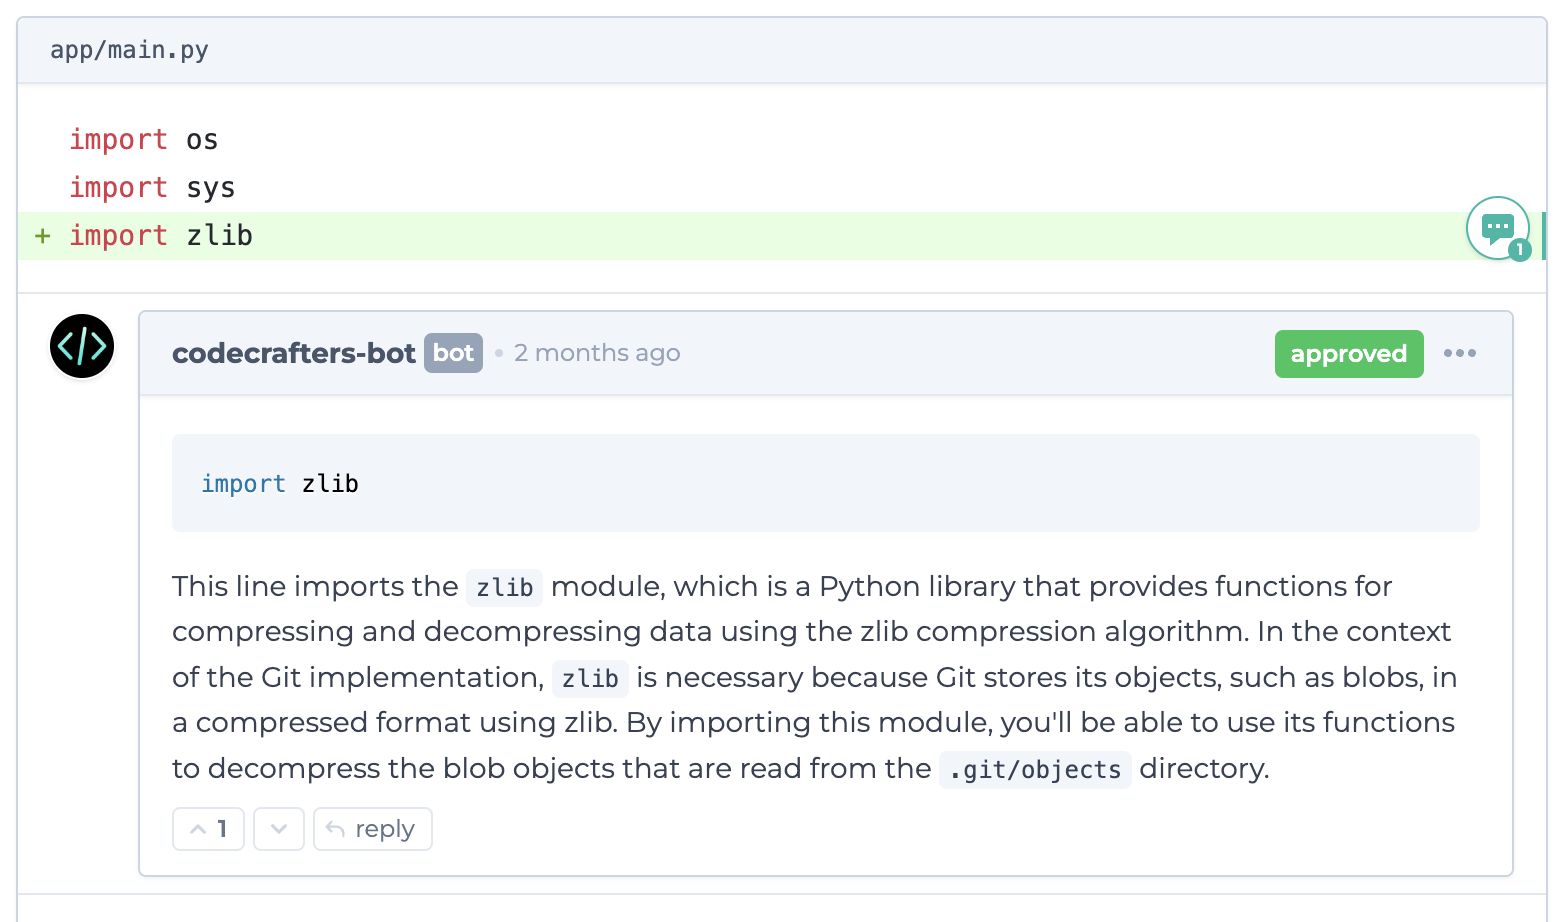 app/main.py
import os
import sys
+ import zlib
1
</>
codecrafters-bot bot • 2 months ago approved •••
import zlib
This line imports the zlib module, which is a Python library that provides functions for
compressing and decompressing data using the zlib compression algorithm. In the context
of the Git implementation, zlib is necessary because Git stores its objects, such as blobs, in
a compressed format using zlib. By importing this module, you'll be able to use its functions
to decompress the blob objects that are read from the .git/objects directory.
1 reply